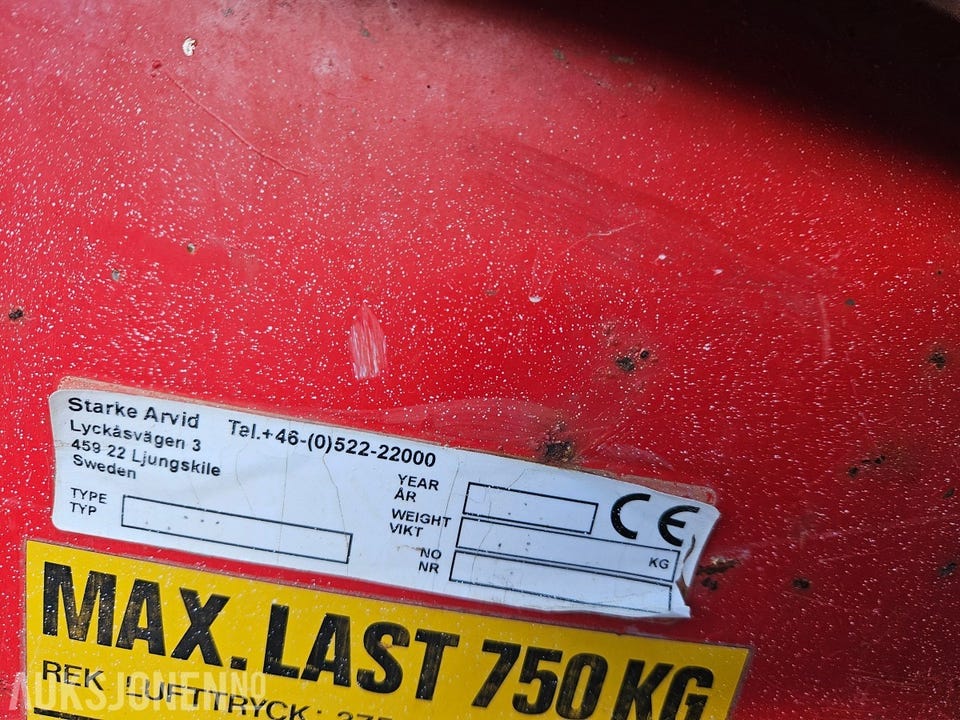 Starke Arvid Tel.+46-(0)522-22000
Lyckåsvägen 3
459 22 Ljungskile
Sweden
TYPE
TYP
YEAR
ÅR
WEIGHT
VIKT
KG
NO
NR
CE
MAX. LAST 750 KG
REK LUFTTRYCK: 275
AUKSJONEN.NO